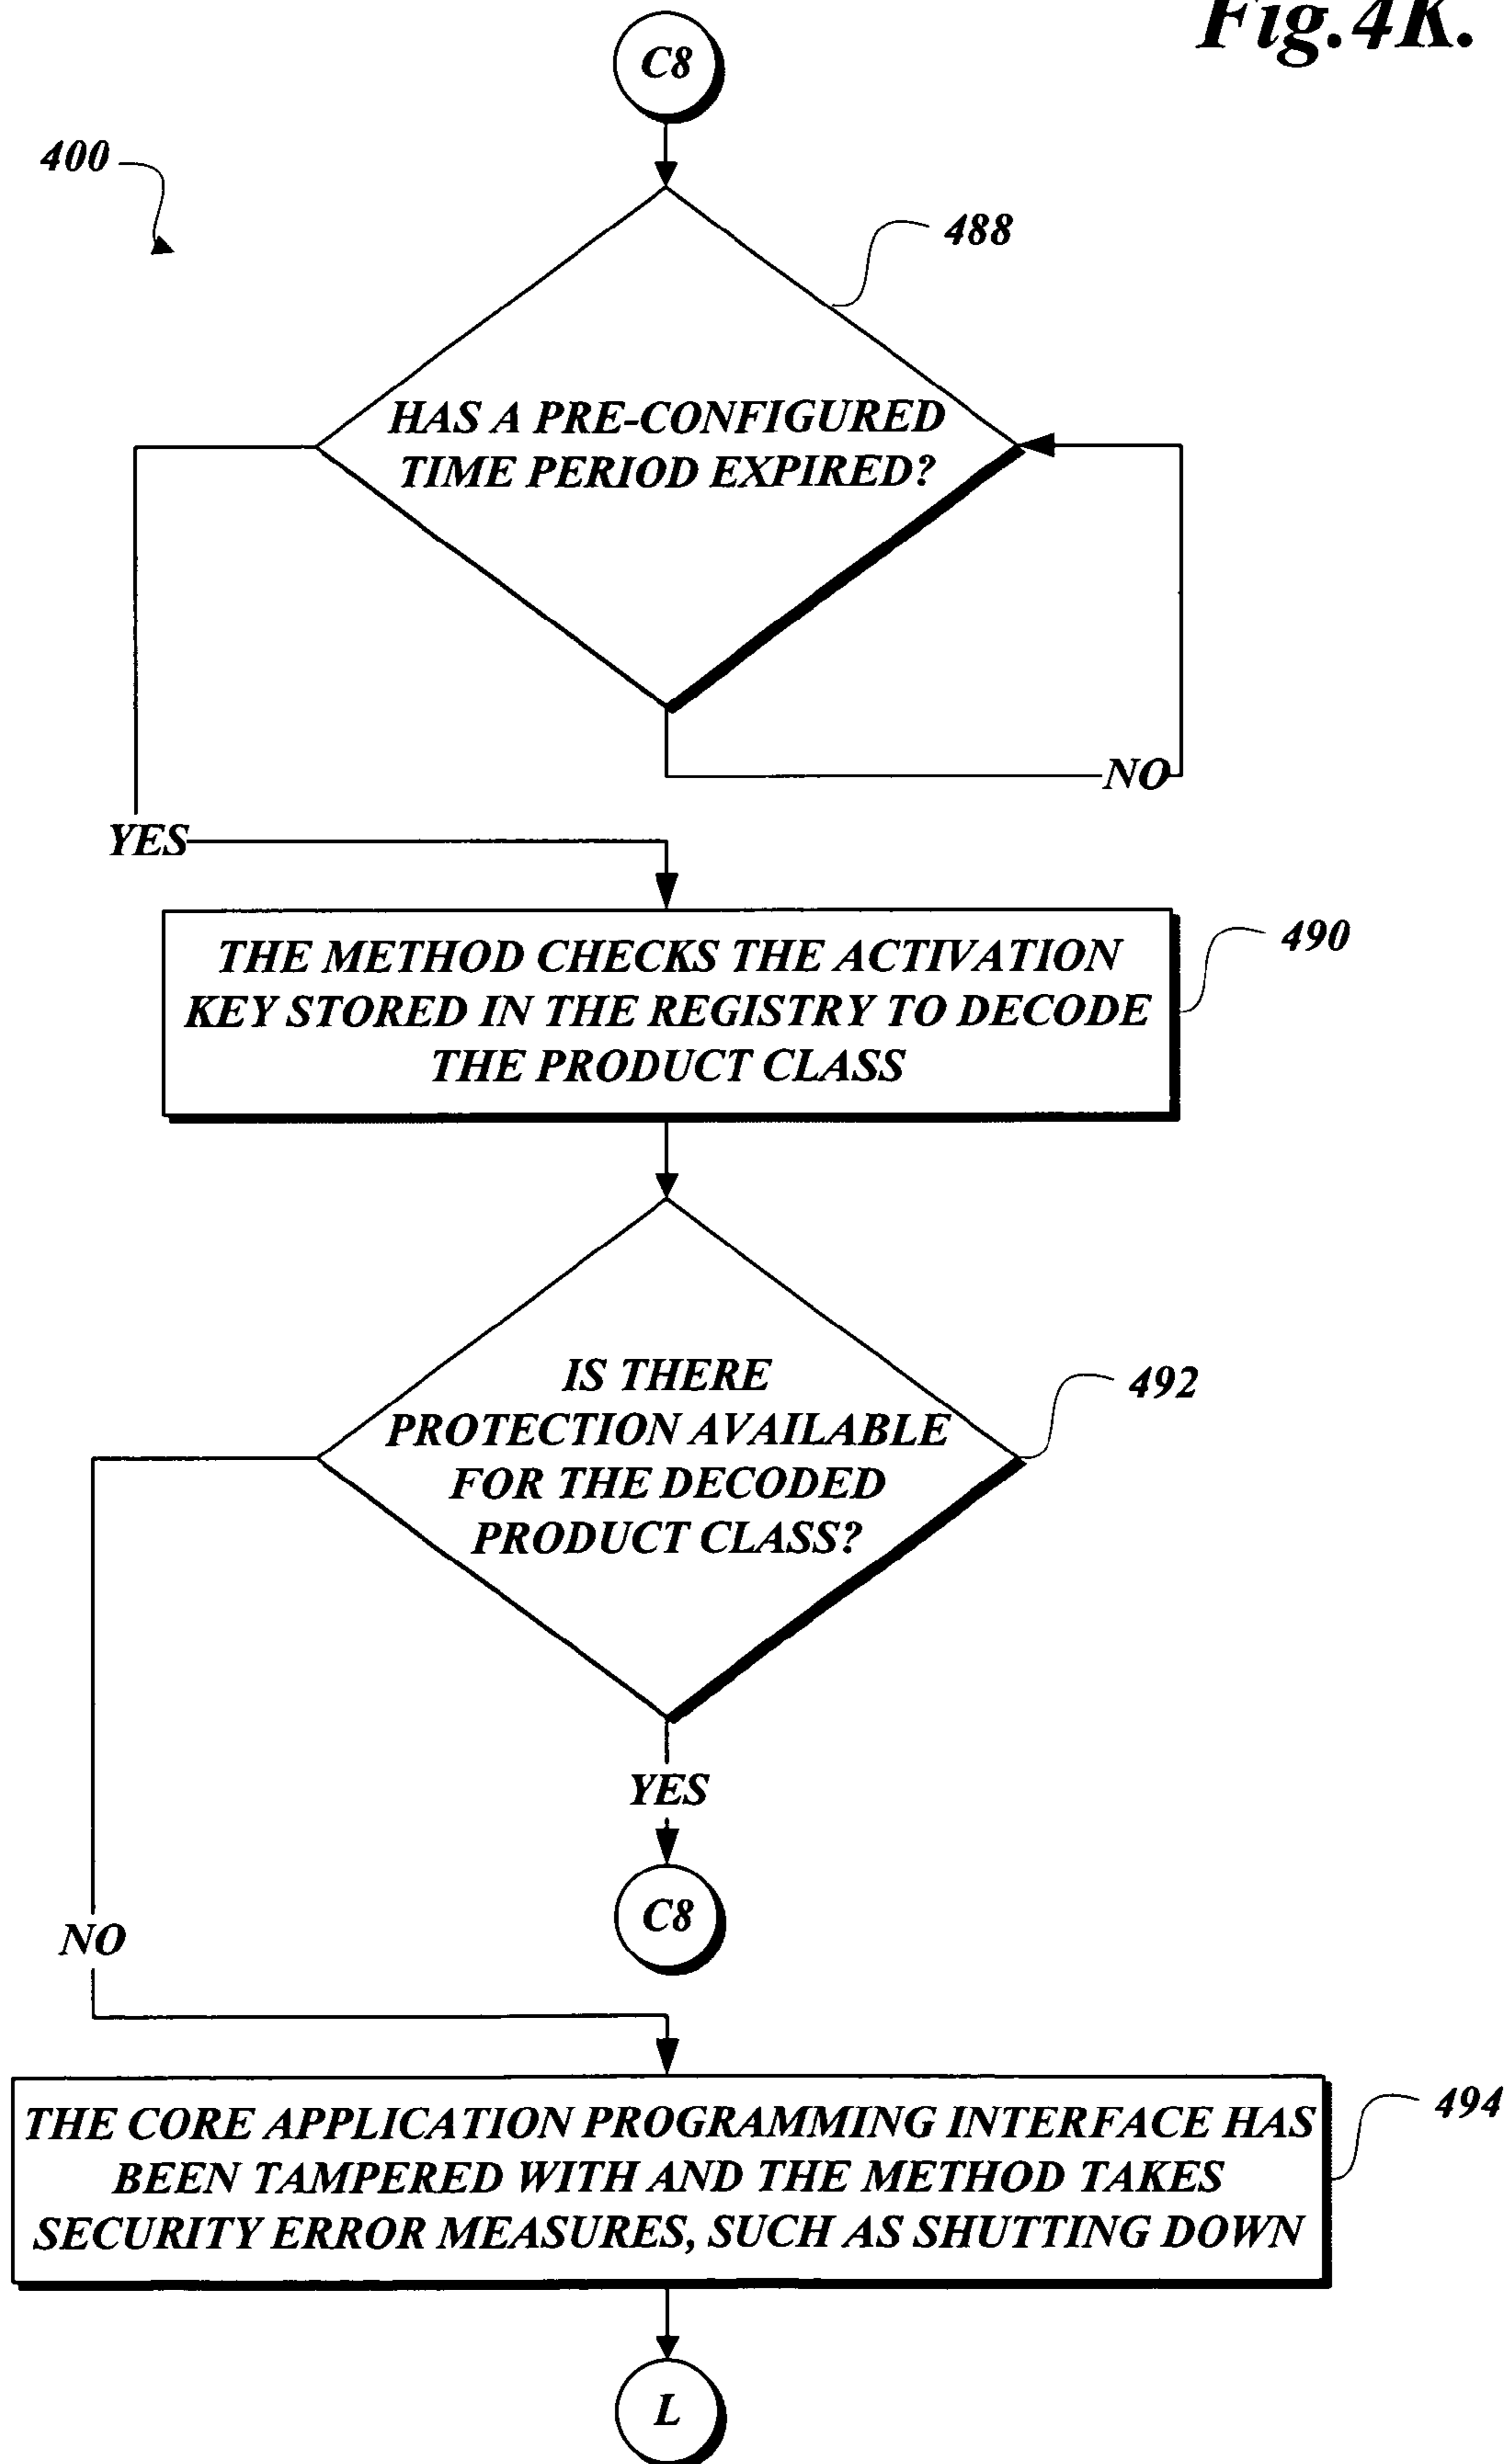 Fig.4K.
C8
400
488
HAS A PRE-CONFIGURED
TIME PERIOD EXPIRED?
NO
YES
THE METHOD CHECKS THE ACTIVATION
KEY STORED IN THE REGISTRY TO DECODE
THE PRODUCT CLASS
490
IS THERE
PROTECTION AVAILABLE
FOR THE DECODED
PRODUCT CLASS?
492
YES
C8
NO
THE CORE APPLICATION PROGRAMMING INTERFACE HAS
BEEN TAMPERED WITH AND THE METHOD TAKES
SECURITY ERROR MEASURES, SUCH AS SHUTTING DOWN
494
L